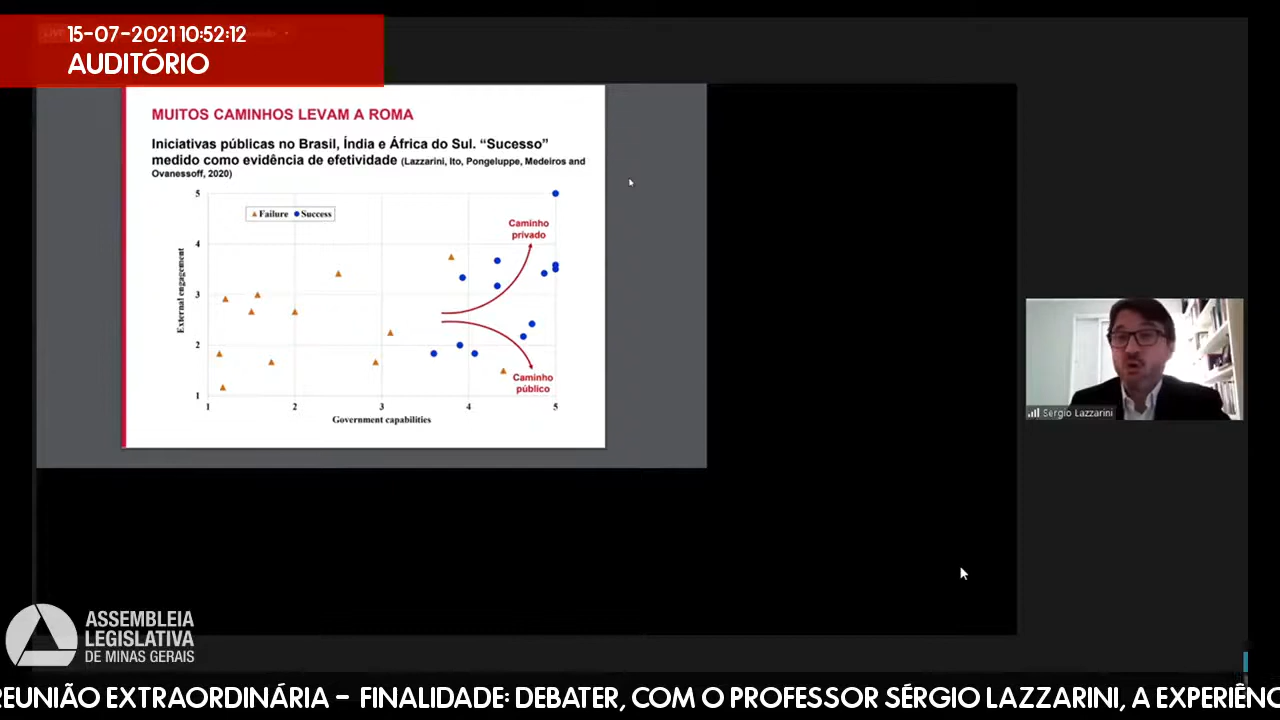 15-07-2021 10:52:12
AUDITÓRIO
MUITOS CAMINHOS LEVAM A ROMA
Iniciativas públicas no Brasil, Índia e África do Sul. “Sucesso”
medido como evidência de efetividade (Lazzarini, Ito, Pongeluppe, Medeiros and
Ovanessoff, 2020)
5
4
3
2
1
External engagement
Failure Success
Caminho
privado
Caminho
público
1 2 3 4 5
Government capabilities
Sergio Lazzarini
ASSEMBLEIA
LEGISLATIVA
DE MINAS GERAIS
REUNIÃO EXTRAORDINÁRIA - FINALIDADE: DEBATER, COM O PROFESSOR SÉRGIO LAZZARINI, A EXPERIÊNC